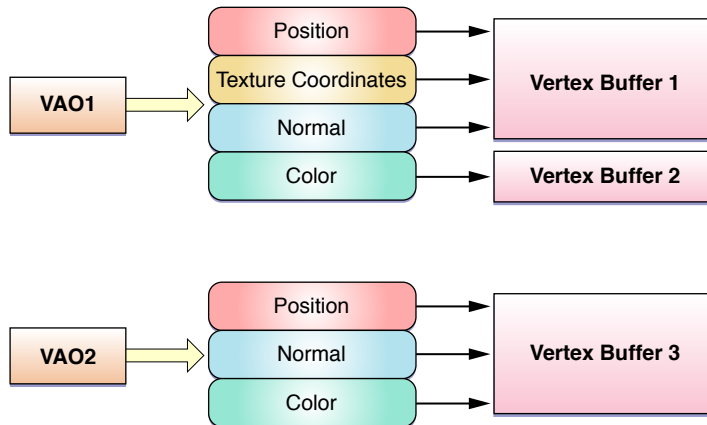 Position
Texture Coordinates
Normal
Color
VAO1
Vertex Buffer 1
Vertex Buffer 2
Position
Normal
Color
VAO2
Vertex Buffer 3